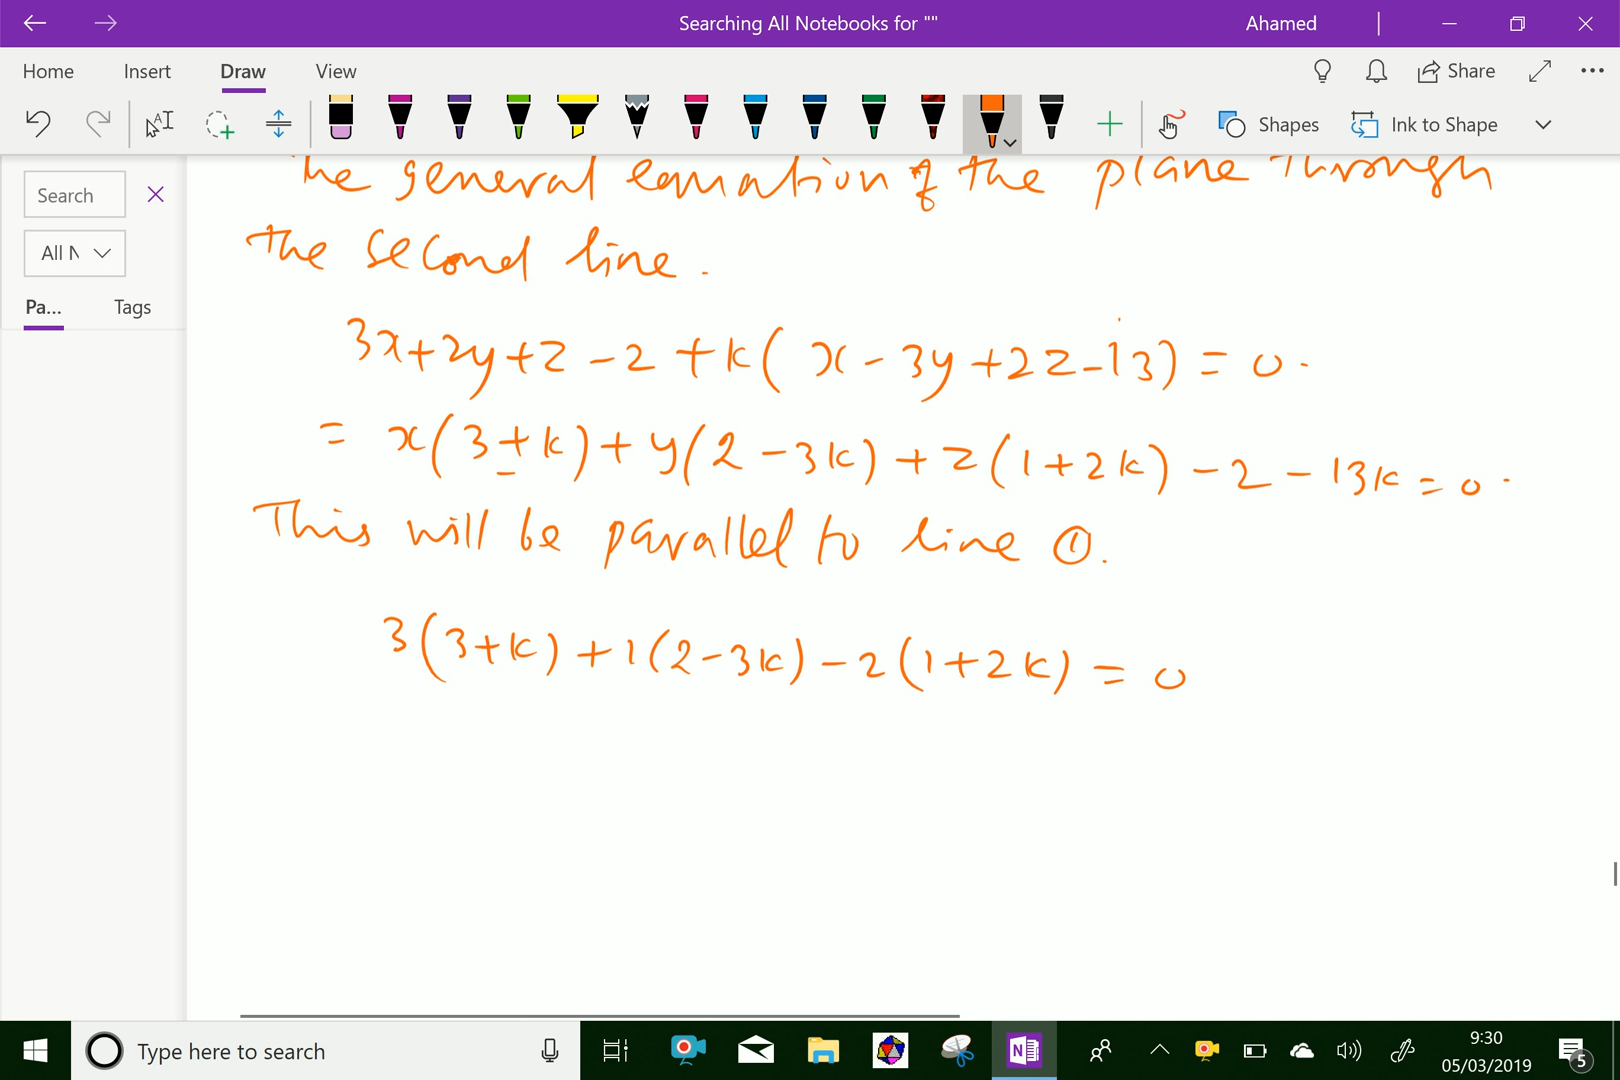 Searching All Notebooks for ""
Ahamed
Home Insert Draw View
Share
Shapes
Ink to Shape
Search
All N
Pa... Tags
The general equation of the plane through
the second line.
3x+2y+z-2+k(x-3y+2z-13)=0.
= x(3+k)+y(2-3k)+z(1+2k)-2-13k=0.
This will be parallel to line ①.
3(3+k)+1(2-3k)-2(1+2k)=0
Type here to search
9:30
05/03/2019
5